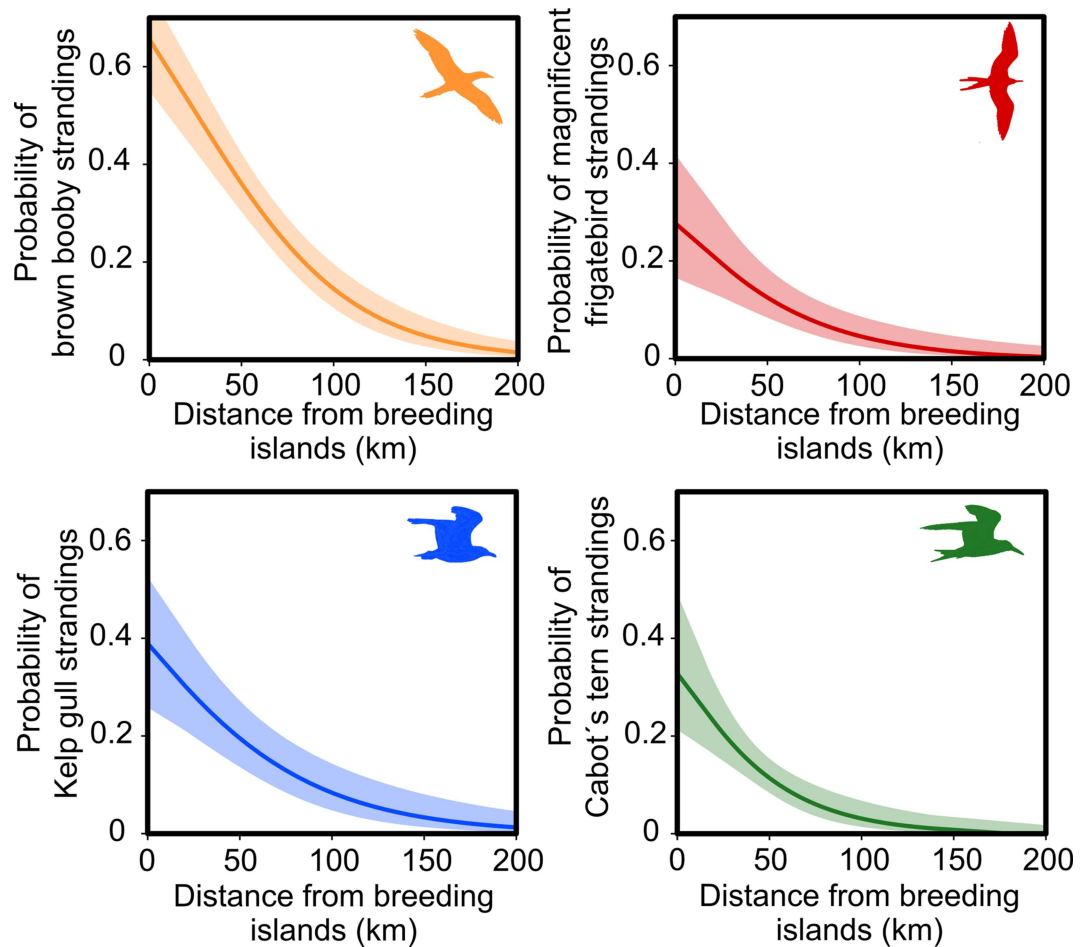 Probability of
brown booby strandings
0.6
0.4
0.2
0
0 50 100 150 200
Distance from breeding
islands (km)
Probability of magnificent
frigatebird strandings
0.6
0.4
0.2
0
0 50 100 150 200
Distance from breeding
islands (km)
Probability of
Kelp gull strandings
0.6
0.4
0.2
0
0 50 100 150 200
Distance from breeding
islands (km)
Probability of
Cabot´s tern strandings
0.6
0.4
0.2
0
0 50 100 150 200
Distance from breeding
islands (km)